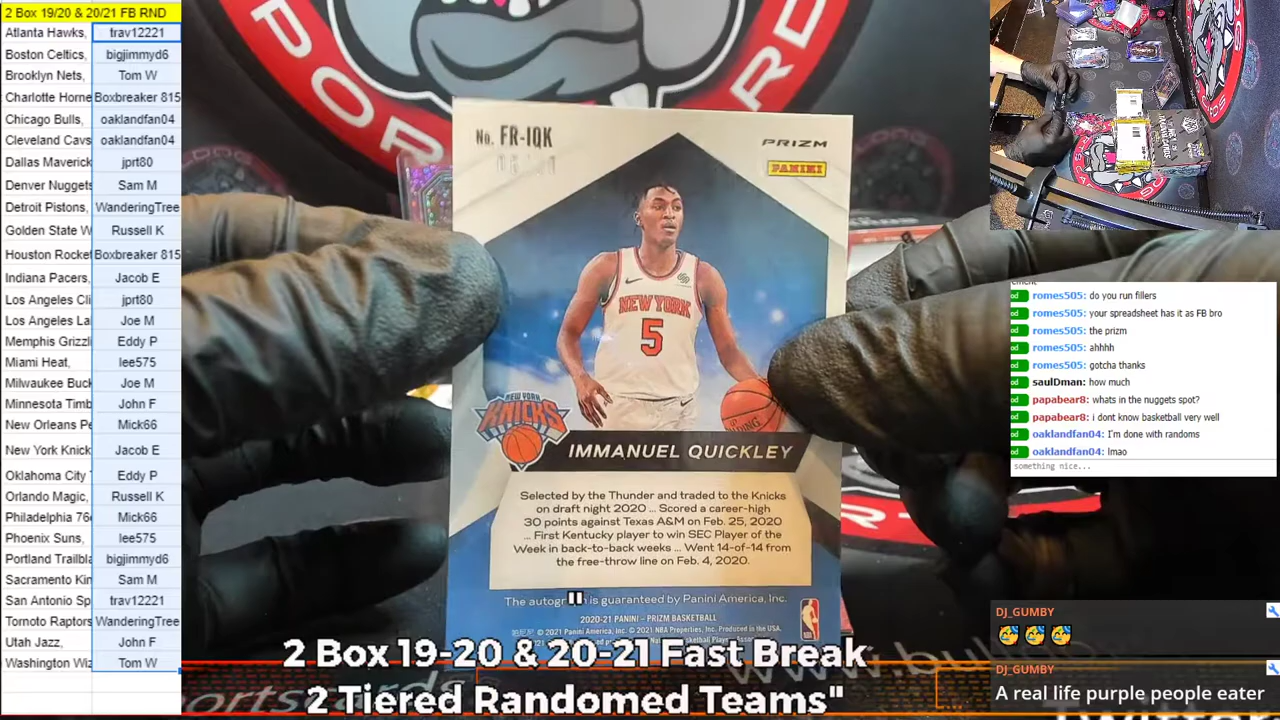 2 Box 19/20 & 20/21 FB RND
Atlanta Hawks, trav12221
Boston Celtics, bigjimmyd6
Brooklyn Nets, Tom W
Charlotte Horne Boxbreaker 815
Chicago Bulls, oaklandfan04
Cleveland Cavs oaklandfan04
Dallas Maverick jprt80
Denver Nuggets Sam M
Detroit Pistons, WanderingTree
Golden State W Russell K
Houston Rocket Boxbreaker 815
Indiana Pacers, Jacob E
Los Angeles Cli jprt80
Los Angeles La Joe M
Memphis Grizzl Eddy P
Miami Heat, lee575
Milwaukee Buck Joe M
Minnesota Timb John F
New Orleans Pe Mick66
New York Knick Jacob E
Oklahoma City Eddy P
Orlando Magic, Russell K
Philadelphia 76 Mick66
Phoenix Suns, lee575
Portland Trailbla bigjimmyd6
Sacramento Kin Sam M
San Antonio Sp trav12221
Tornoto Raptors WanderingTree
Utah Jazz, John F
Washington Wiz Tom W
No. FR-IQK
PRIZM
PANINI
NEW YORK
5
NEW YORK
KNICKS
IMMANUEL QUICKLEY
Selected by the Thunder and traded to the Knicks
on draft night 2020 ... Scored a career-high
30 points against Texas A&M on Feb. 25, 2020
... First Kentucky player to win SEC Player of the
Week in back-to-back weeks ... Went 14-of-14 from
the free-throw line on Feb. 4, 2020.
The autogr is guaranteed by Panini America, Inc.
2020-21 PANINI – PRIZM BASKETBALL
© 2021 Panini America, Inc. © 2021 NBA Properties, Inc. Produced in the USA.
2 Box 19-20 & 20-21 Fast Break
2 Tiered Randomed Teams"
romes505: do you run fillers
romes505: your spreadsheet has it as FB bro
romes505: the prizm
romes505: ahhhh
romes505: gotcha thanks
saulDman: how much
papabear8: whats in the nuggets spot?
papabear8: i dont know basketball very well
oaklandfan04: I'm done with randoms
oaklandfan04: lmao
something nice...
DJ_GUMBY
DJ_GUMBY
A real life purple people eater